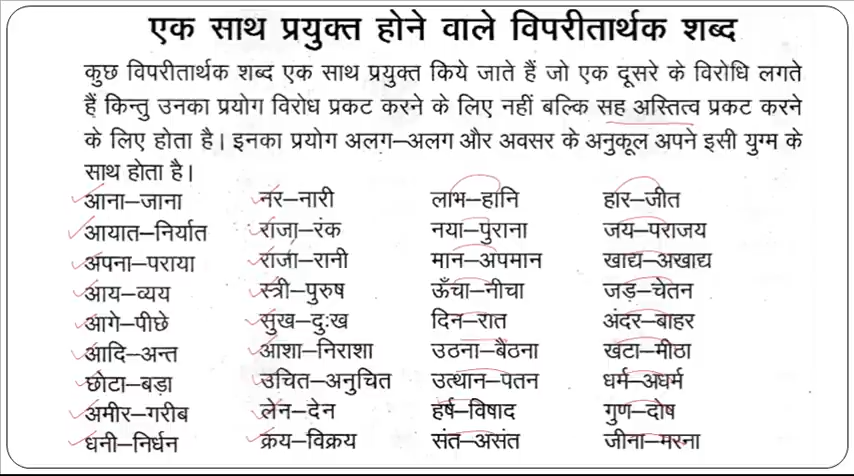 एक साथ प्रयुक्त होने वाले विपरीतार्थक शब्द
कुछ विपरीतार्थक शब्द एक साथ प्रयुक्त किये जाते हैं जो एक दूसरे के विरोधि लगते
हैं किन्तु उनका प्रयोग विरोध प्रकट करने के लिए नहीं बल्कि सह अस्तित्व प्रकट करने
के लिए होता है। इनका प्रयोग अलग–अलग और अवसर के अनुकूल अपने इसी युग्म के
साथ होता है।
आना–जाना नर–नारी लाभ–हानि हार–जीत
आयात–निर्यात राजा–रंक नया–पुराना जय–पराजय
अपना–पराया राजा–रानी मान–अपमान खाद्य–अखाद्य
आय–व्यय स्त्री–पुरुष ऊँचा–नीचा जड़–चेतन
आगे–पीछे सुख–दुःख दिन–रात अंदर–बाहर
आदि–अन्त आशा–निराशा उठना–बैठना खटा–मीठा
छोटा–बड़ा उचित–अनुचित उत्थान–पतन धर्म–अधर्म
अमीर–गरीब लेन–देन हर्ष–विषाद गुण–दोष
धनी–निर्धन क्रय–विक्रय संत–असंत जीना–मरना